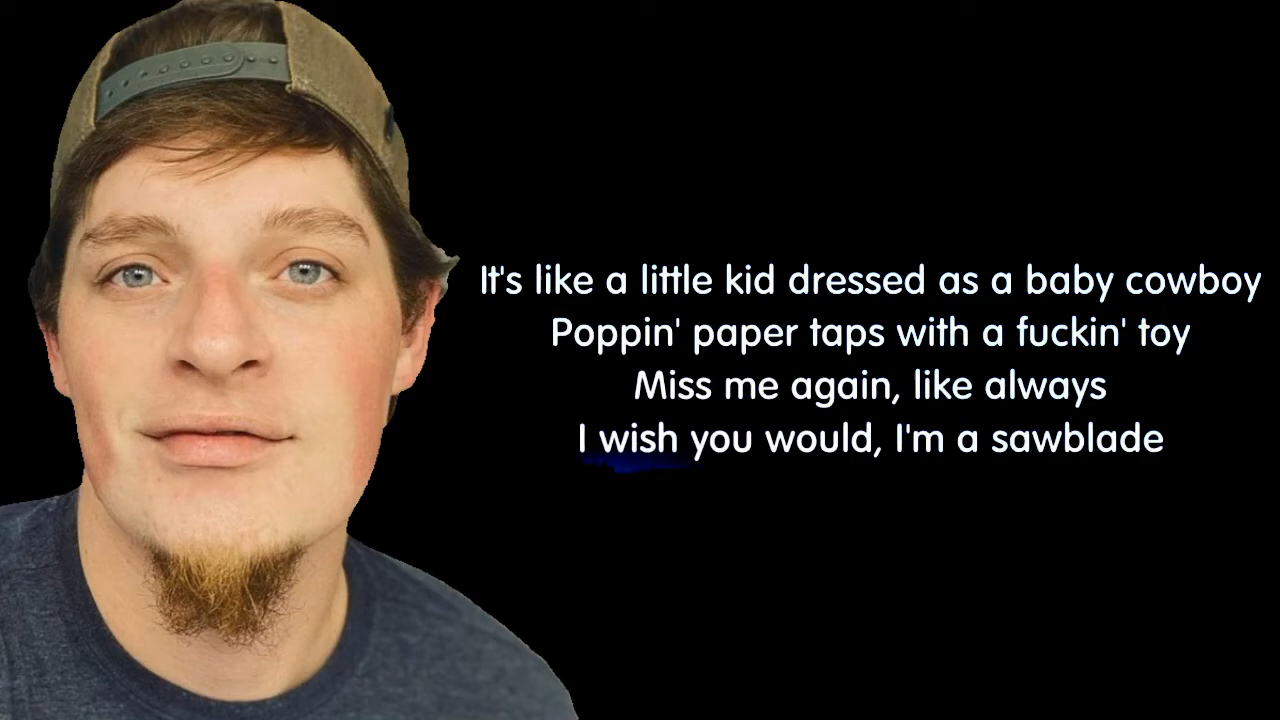 It's like a little kid dressed as a baby cowboy
Poppin' paper taps with a fuckin' toy
Miss me again, like always
I wish you would, I'm a sawblade